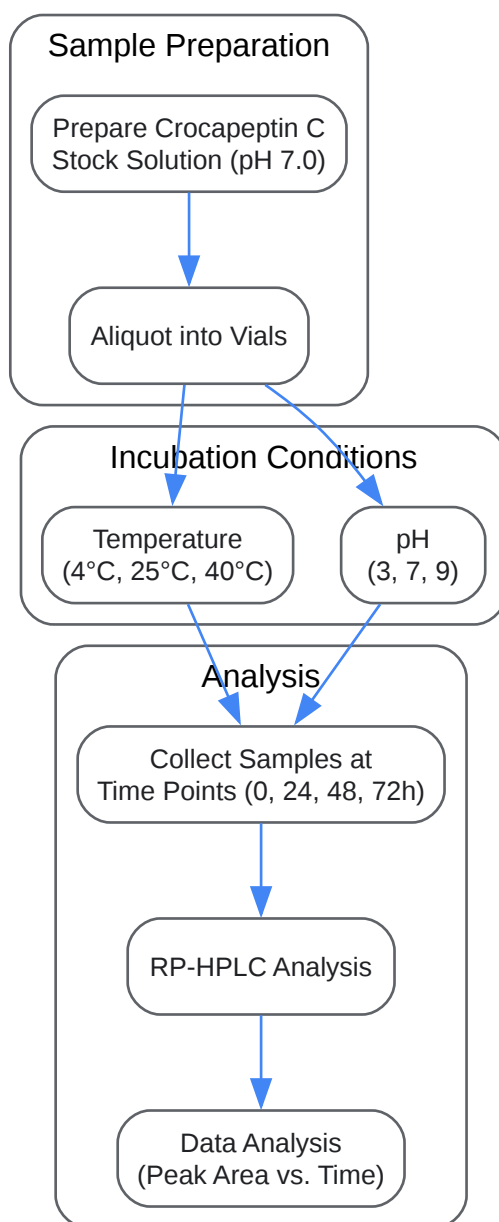 Sample Preparation
Prepare Crocapeptin C
Stock Solution (pH 7.0)
Aliquot into Vials
Incubation Conditions
Temperature
(4°C, 25°C, 40°C)
pH
(3, 7, 9)
Analysis
Collect Samples at
Time Points (0, 24, 48, 72h)
RP-HPLC Analysis
Data Analysis
(Peak Area vs. Time)